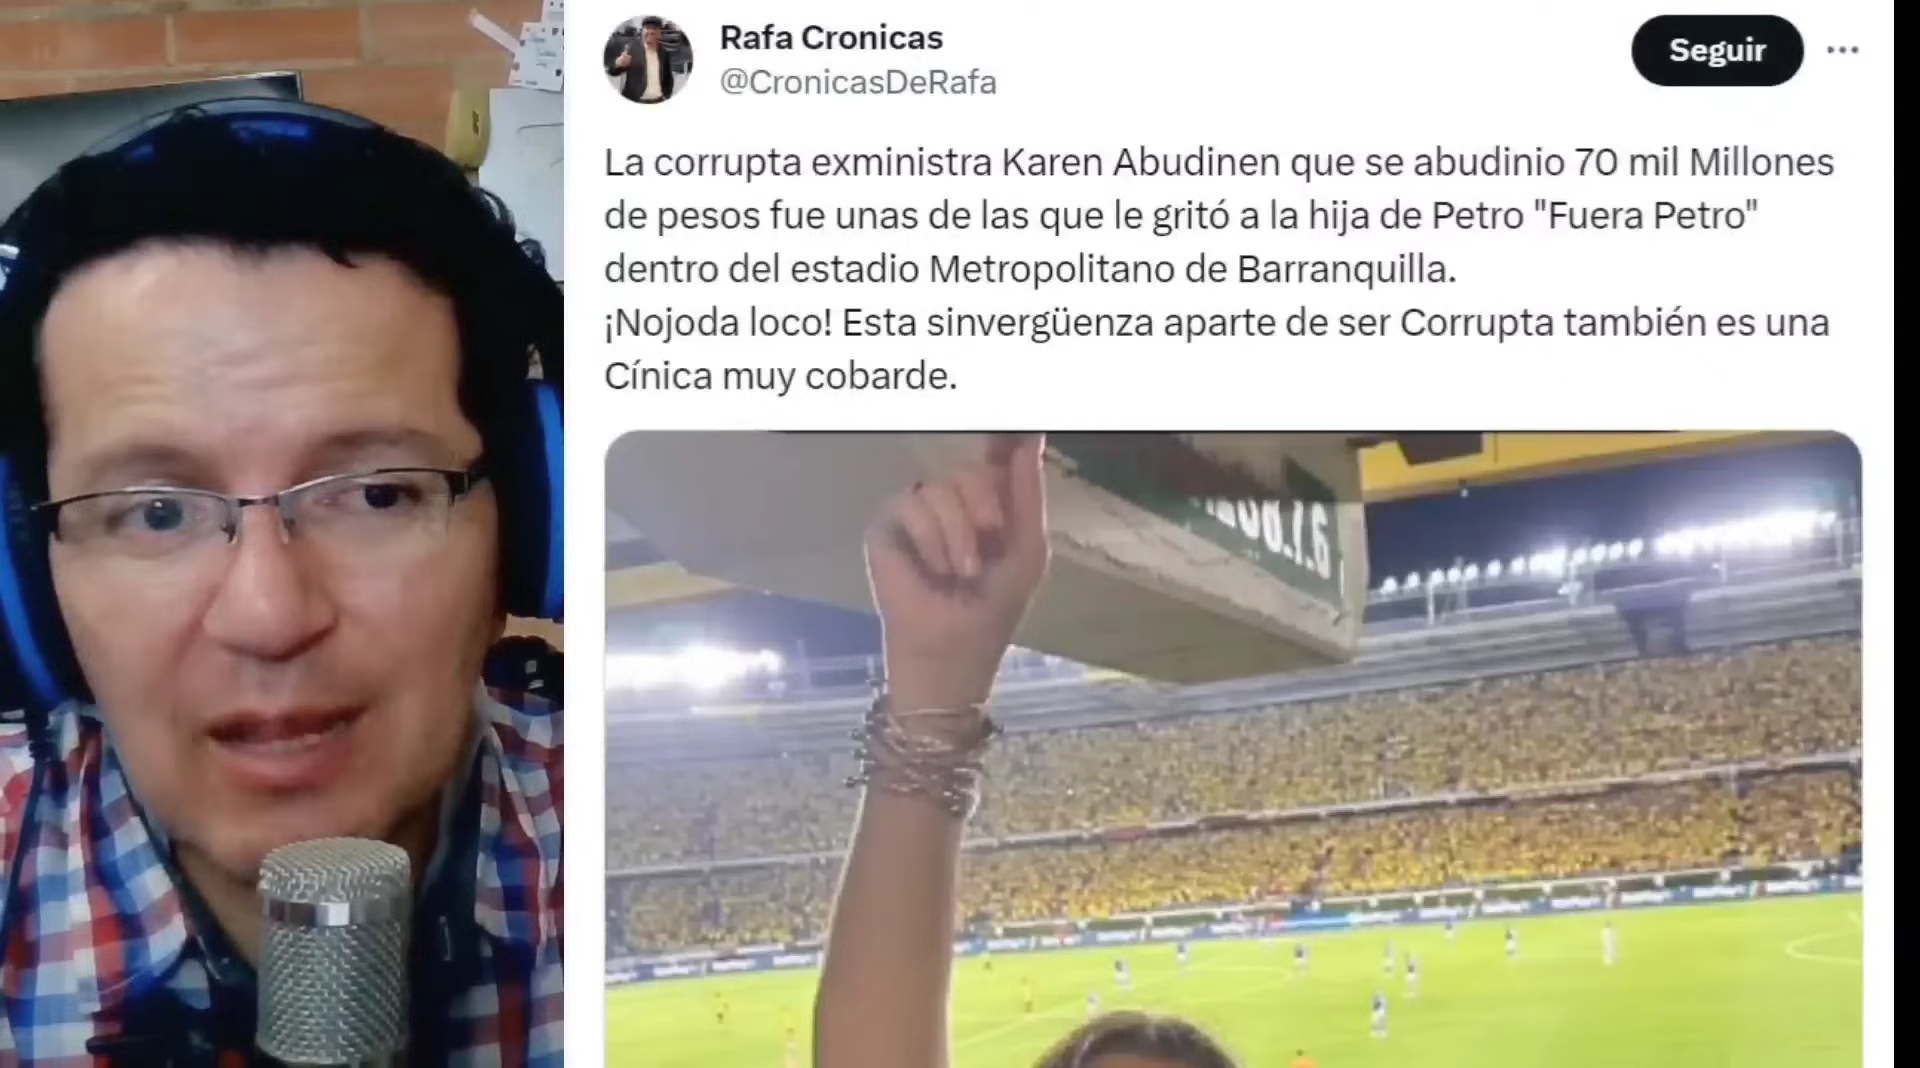 Rafa Cronicas
Seguir
@CronicasDeRafa
La corrupta exministra Karen Abudinen que se abudinio 70 mil Millones
de pesos fue unas de las que le gritó a la hija de Petro "Fuera Petro"
dentro del estadio Metropolitano de Barranquilla.
¡Nojoda loco! Esta sinvergüenza aparte de ser Corrupta también es una
Cínica muy cobarde.